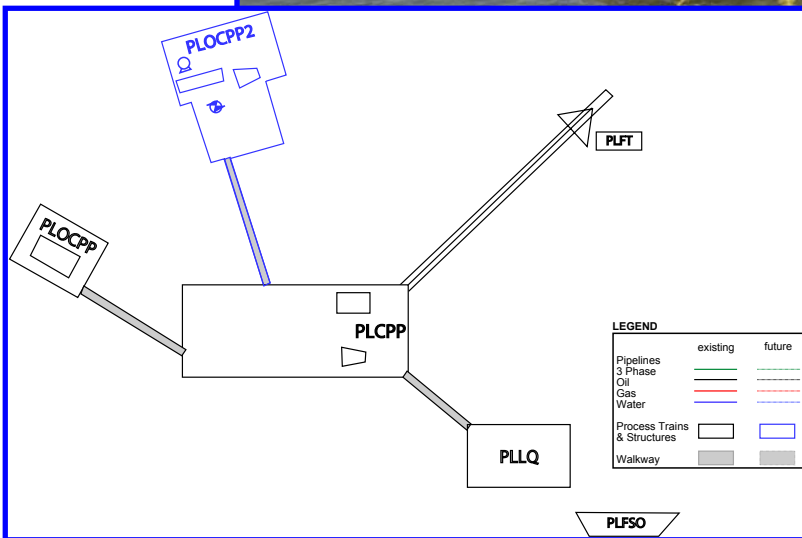 PLOCPP2
PLFT
PLOCPP
PLCPP
PLLQ
PLFSO
LEGEND
existing future
Pipelines
3 Phase
Oil
Gas
Water
Process Trains
& Structures
Walkway